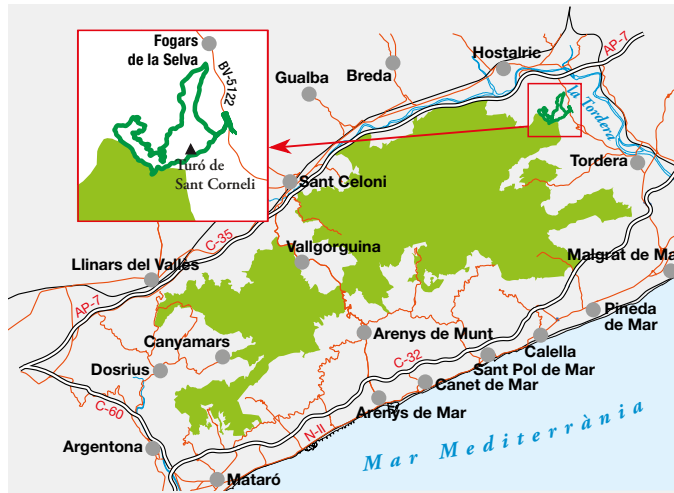 Fogars
de la Selva
BV-5122
Turó de
Sant Corneli
Gualba
Breda
Hostalric
AP-7
la Tordera
Tordera
Sant Celoni
C-35
Vallgorguina
Llinars del Vallès
AP-7
Malgrat de Ma
Pineda
de Mar
Calella
Sant Pol de Mar
Canet de Mar
Arenys de Munt
C-32
Arenys de Mar
Canyamars
Dosrius
C-60
N-II
Argentona
Mataró
Mar Mediterrània